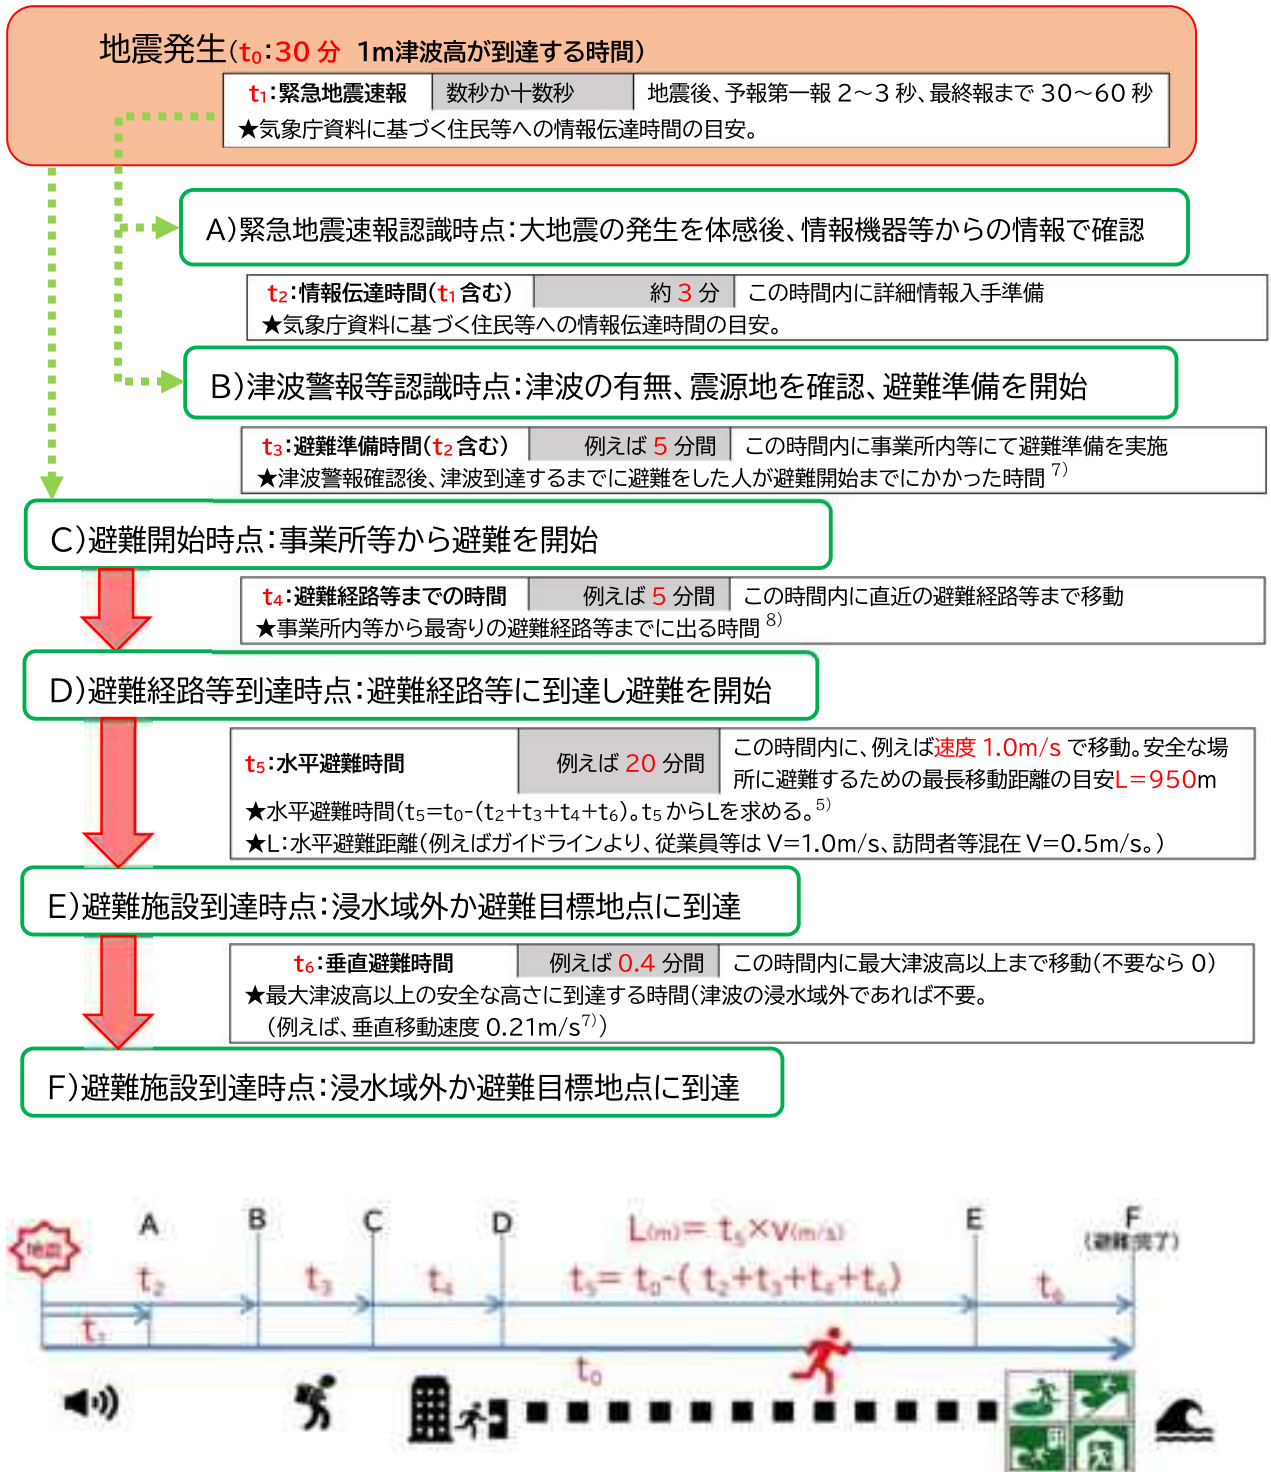 地震発生(t₀：30 分 1m津波高が到達する時間)
t₁：緊急地震速報 数秒か十数秒 地震後、予報第一報 2～3 秒、最終報まで 30～60 秒
★気象庁資料に基づく住民等への情報伝達時間の目安。
A)緊急地震速報認識時点：大地震の発生を体感後、情報機器等からの情報で確認
t₂：情報伝達時間(t₁ 含む) 約 3 分 この時間内に詳細情報入手準備
★気象庁資料に基づく住民等への情報伝達時間の目安。
B)津波警報等認識時点：津波の有無、震源地を確認、避難準備を開始
t₃：避難準備時間(t₂ 含む) 例えば 5 分間 この時間内に事業所内等にて避難準備を実施
★津波警報確認後、津波到達するまでに避難をした人が避難開始までにかかった時間 7)
C)避難開始時点：事業所等から避難を開始
t₄：避難経路等までの時間 例えば 5 分間 この時間内に直近の避難経路等まで移動
★事業所内等から最寄りの避難経路等までに出る時間 8)
D)避難経路等到達時点：避難経路等に到達し避難を開始
t₅：水平避難時間 例えば 20 分間 この時間内に、例えば速度 1.0m/s で移動。安全な場
所に避難するための最長移動距離の目安L＝950m
★水平避難時間(t₅=t₀-(t₂+t₃+t₄+t₆)。t₅ からLを求める。5)
★L：水平避難距離(例えばガイドラインより、従業員等は V=1.0m/s、訪問者等混在 V=0.5m/s。)
E)避難施設到達時点：浸水域外か避難目標地点に到達
t₆：垂直避難時間 例えば 0.4 分間 この時間内に最大津波高以上まで移動(不要なら 0)
★最大津波高以上の安全な高さに到達する時間(津波の浸水域外であれば不要。
(例えば、垂直移動速度 0.21m/s7))
F)避難施設到達時点：浸水域外か避難目標地点に到達
A B C D L(m)= t₅×v(m/s) E F
(避難完了)
地震
t₂ t₃ t₄ t₅= t₀-( t₂+t₃+t₄+t₆) t₆
t₁
t₀